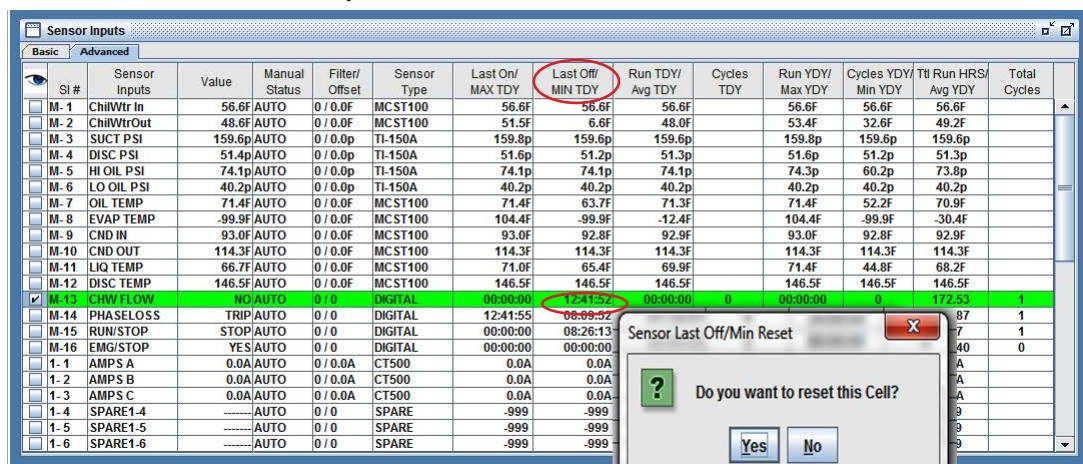 Sensor Inputs
Basic Advanced
SI # Sensor Inputs Value Manual Status Filter/ Offset Sensor Type Last On/ MAX TDY Last Off/ MIN TDY Run TDY/ Avg TDY Cycles TDY Run YDY/ Max YDY Cycles YDY/ Min YDY Ttl Run HRS/ Avg YDY Total Cycles
M- 1 ChilWtr In 56.6F AUTO 0 / 0.0F MCST100 56.6F 56.6F 56.6F 56.6F 56.6F 56.6F
M- 2 ChilWtrOut 48.6F AUTO 0 / 0.0F MCST100 51.5F 6.6F 48.0F 53.4F 32.6F 49.2F
M- 3 SUCT PSI 159.6p AUTO 0 / 0.0p TI-150A 159.8p 159.6p 159.6p 159.8p 159.6p 159.6p
M- 4 DISC PSI 51.4p AUTO 0 / 0.0p TI-150A 51.6p 51.2p 51.3p 51.6p 51.2p 51.3p
M- 5 HI OIL PSI 74.1p AUTO 0 / 0.0p TI-150A 74.1p 74.1p 74.1p 74.3p 60.2p 73.8p
M- 6 LO OIL PSI 40.2p AUTO 0 / 0.0p TI-150A 40.2p 40.2p 40.2p 40.2p 40.2p 40.2p
M- 7 OIL TEMP 71.4F AUTO 0 / 0.0F MCST100 71.4F 63.7F 71.3F 71.4F 52.2F 70.9F
M- 8 EVAP TEMP -99.9F AUTO 0 / 0.0F MCST100 104.4F -99.9F -12.4F 104.4F -99.9F -30.4F
M- 9 CND IN 93.0F AUTO 0 / 0.0F MCST100 93.0F 92.8F 92.9F 93.0F 92.8F 92.9F
M-10 CND OUT 114.3F AUTO 0 / 0.0F MCST100 114.3F 114.3F 114.3F 114.3F 114.3F 114.3F
M-11 LIQ TEMP 66.7F AUTO 0 / 0.0F MCST100 71.0F 65.4F 69.9F 71.4F 44.8F 68.2F
M-12 DISC TEMP 146.5F AUTO 0 / 0.0F MCST100 146.5F 146.5F 146.5F 146.5F 146.5F 146.5F
M-13 CHW FLOW NO AUTO 0 / 0 DIGITAL 00:00:00 12:41:52 00:00:00 0 00:00:00 0 172.53 1
M-14 PHASELOSS TRIP AUTO 0 / 0 DIGITAL 12:41:55 08:09:52 87 1
M-15 RUN/STOP STOP AUTO 0 / 0 DIGITAL 00:00:00 08:26:13 7 1
M-16 EMG/STOP YES AUTO 0 / 0 DIGITAL 00:00:00 00:00:00 40 0
1- 1 AMPS A 0.0A AUTO 0 / 0.0A CT500 0.0A 0.0A A
1- 2 AMPS B 0.0A AUTO 0 / 0.0A CT500 0.0A 0.0A A
1- 3 AMPS C 0.0A AUTO 0 / 0.0A CT500 0.0A 0.0A A
1- 4 SPARE1-4 ------- AUTO 0 / 0 SPARE -999 -999 9
1- 5 SPARE1-5 ------- AUTO 0 / 0 SPARE -999 -999 9
1- 6 SPARE1-6 ------- AUTO 0 / 0 SPARE -999 -999 9
Sensor Last Off/Min Reset
Do you want to reset this Cell?
Yes No